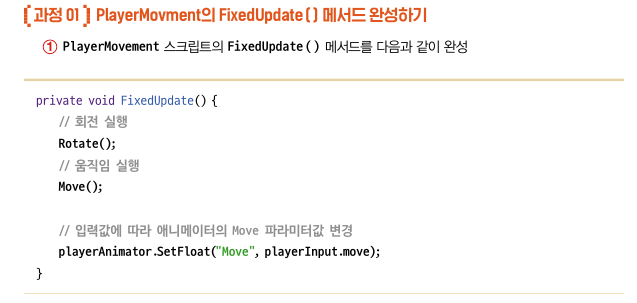 [과정 01] PlayerMovment의 FixedUpdate() 메서드 완성하기
① PlayerMovement 스크립트의 FixedUpdate() 메서드를 다음과 같이 완성
private void FixedUpdate() {
// 회전 실행
Rotate();
// 움직임 실행
Move();
// 입력값에 따라 애니메이터의 Move 파라미터값 변경
playerAnimator.SetFloat("Move", playerInput.move);
}